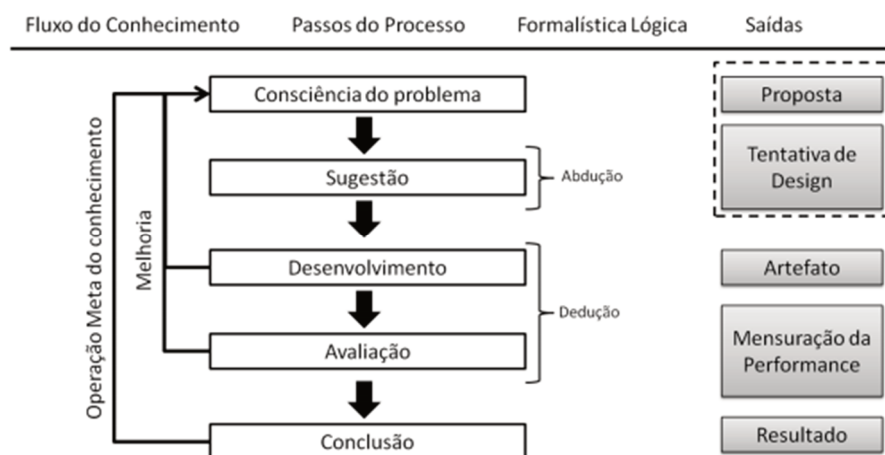 Fluxo do Conhecimento Passos do Processo Formalística Lógica Saídas
Consciência do problema
Proposta
Sugestão
Abdução
Tentativa de
Design
Desenvolvimento
Artefato
Dedução
Avaliação
Mensuração da
Performance
Conclusão
Resultado
Melhoria
Operação Meta do conhecimento